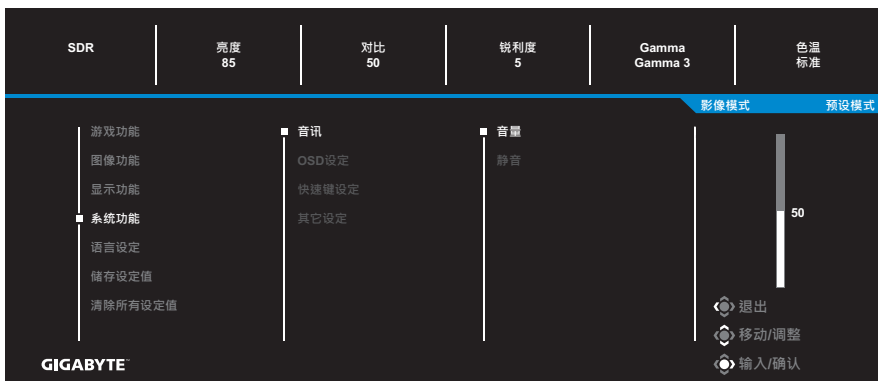 SDR
亮度
85
对比
50
锐利度
5
Gamma
Gamma 3
色温
标准
影像模式
预设模式
游戏功能
图像功能
显示功能
系统功能
语言设定
储存设定值
清除所有设定值
音讯
OSD设定
快速键设定
其它设定
音量
静音
50
退出
移动/调整
输入/确认
GIGABYTE™